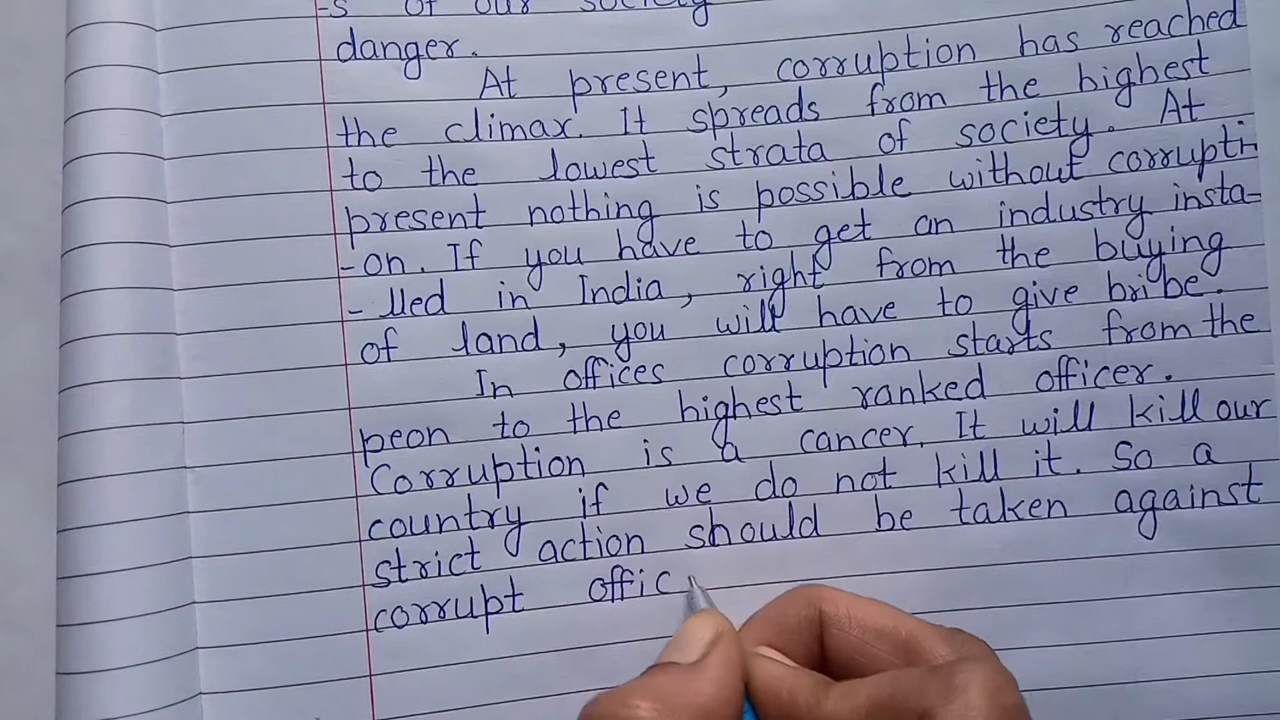 -s of our society
danger.
At present, corruption has reached
the climax. It spreads from the highest
to the lowest strata of society. At
present nothing is possible without corrupti
-on. If you have to get an industry insta-
-lled in India, right from the buying
of land, you will have to give bribe.
In offices corruption starts from the
peon to the highest ranked officer.
Corruption is a cancer. It will kill our
country if we do not kill it. So a
strict action should be taken against
corrupt offic